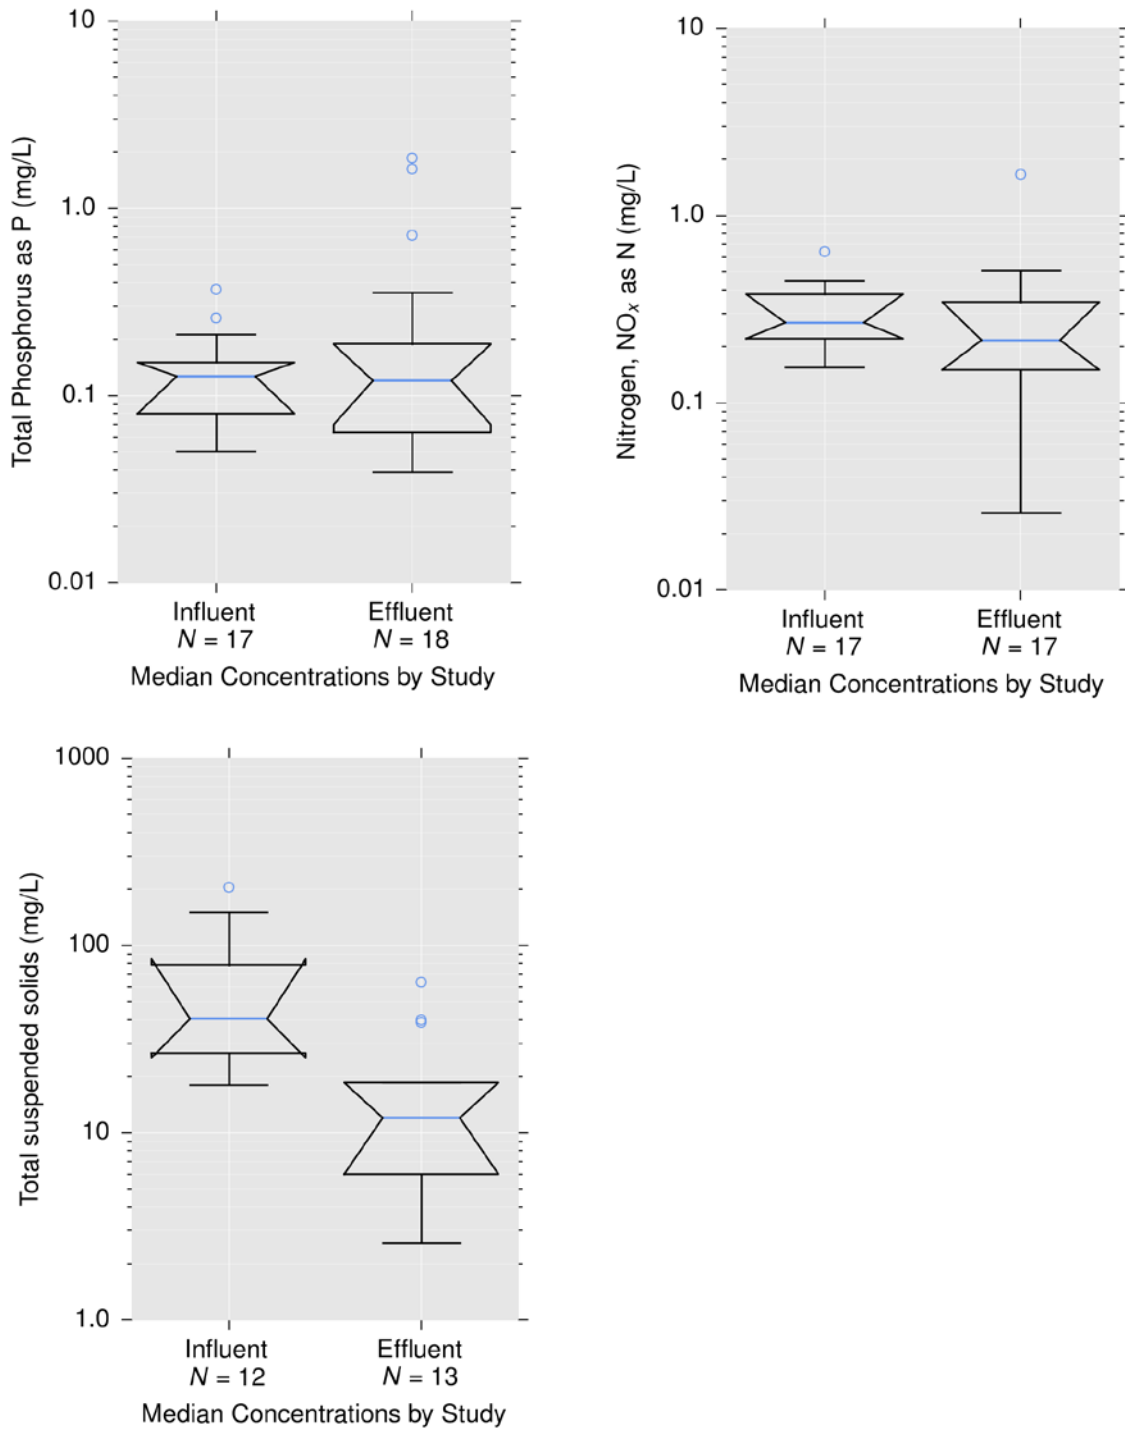 Total Phosphorus as P (mg/L)
10
1.0
0.1
0.01
Influent
N = 17
Effluent
N = 18
Median Concentrations by Study
Nitrogen, NOx as N (mg/L)
10
1.0
0.1
0.01
Influent
N = 17
Effluent
N = 17
Median Concentrations by Study
Total suspended solids (mg/L)
1000
100
10
1.0
Influent
N = 12
Effluent
N = 13
Median Concentrations by Study